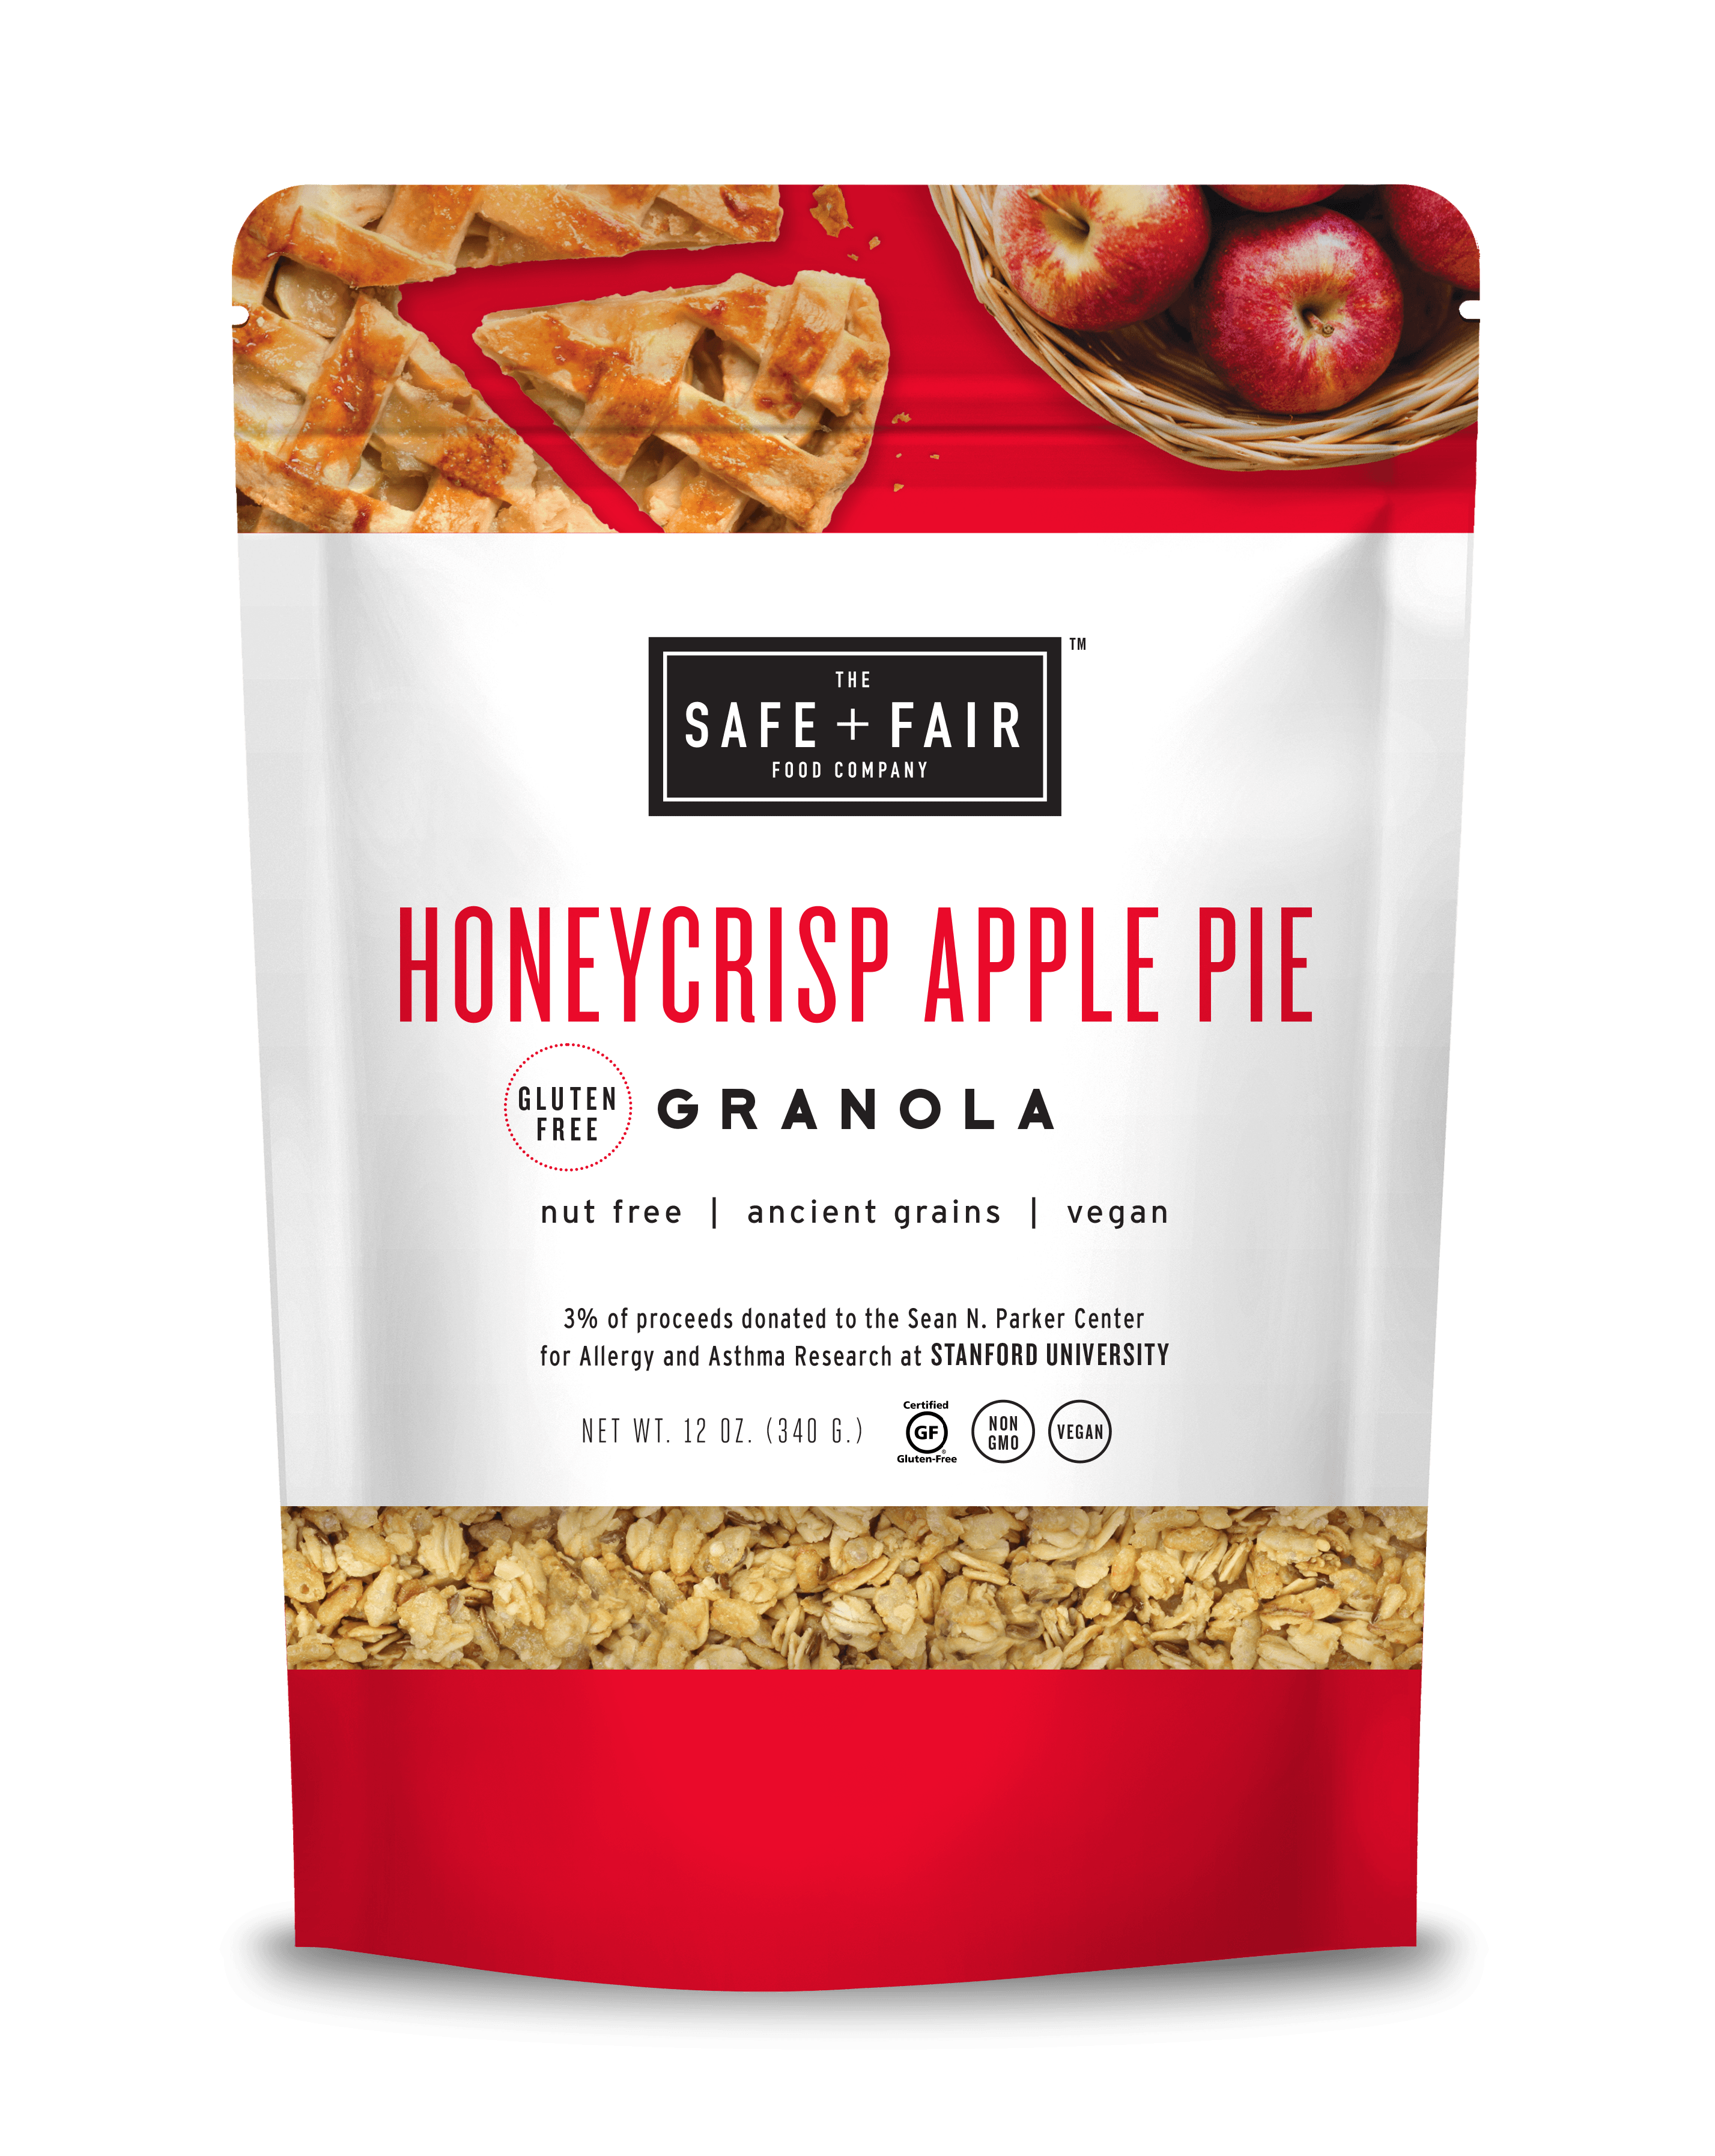 THE
SAFE + FAIR
FOOD COMPANY
TM
HONEYCRISP APPLE PIE
GLUTEN
FREE
GRANOLA
nut free | ancient grains | vegan
3% of proceeds donated to the Sean N. Parker Center
for Allergy and Asthma Research at STANFORD UNIVERSITY
NET WT. 12 OZ. (340 G.)
Certified
GF
®
Gluten-Free
NON
GMO
VEGAN